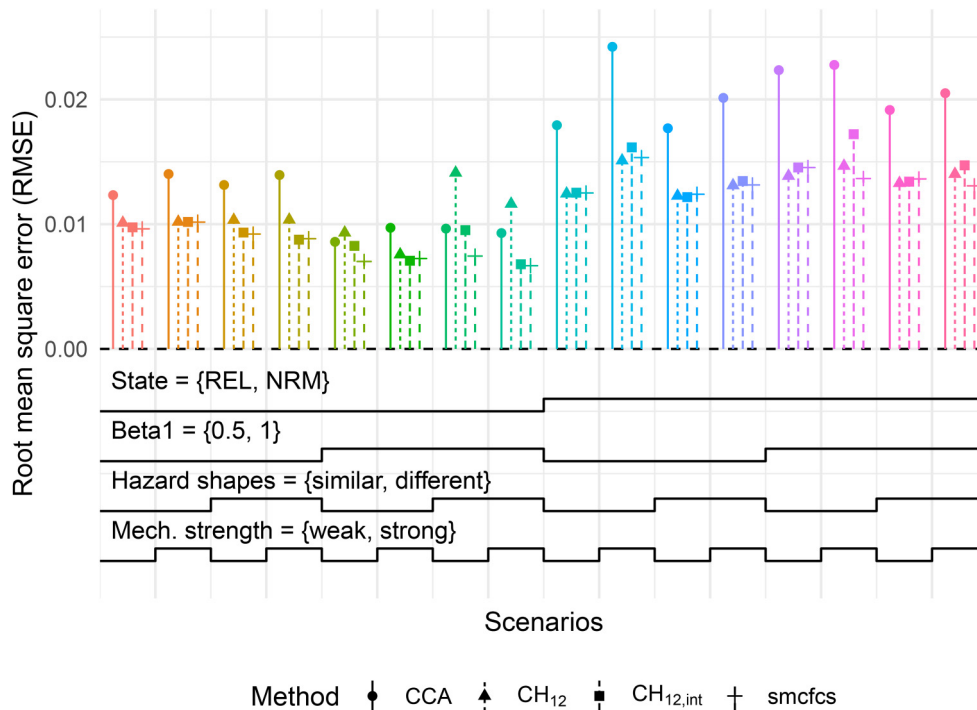 Root mean square error (RMSE)
0.02
0.01
0.00
State = {REL, NRM}
Beta1 = {0.5, 1}
Hazard shapes = {similar, different}
Mech. strength = {weak, strong}
Scenarios
Method CCA CH₁₂ CH₁₂,ᵢₙₜ smcfcs